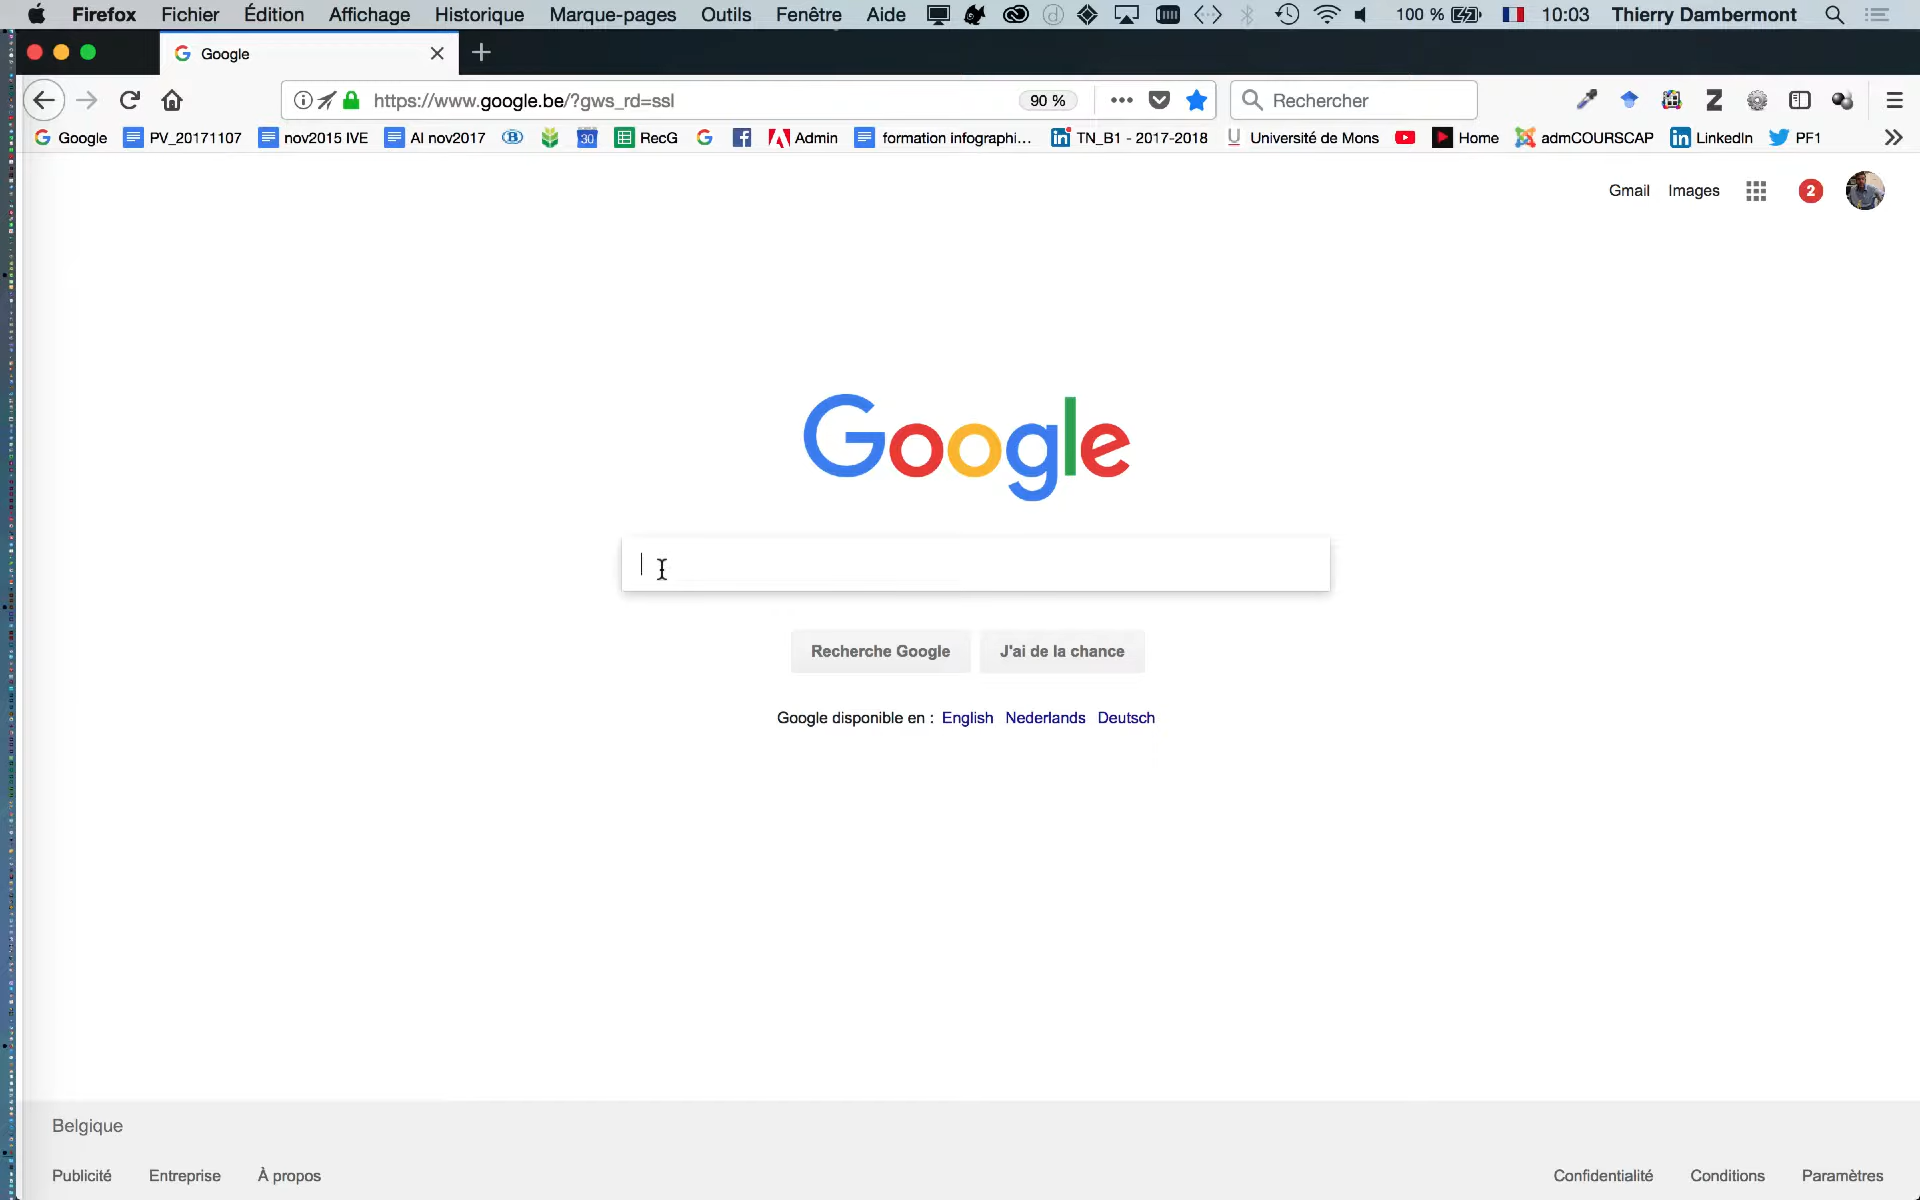 Firefox Fichier Édition Affichage Historique Marque-pages Outils Fenêtre Aide 100 % 10:03 Thierry Dambermont
Google
https://www.google.be/?gws_rd=ssl 90 % Rechercher
Google PV_20171107 nov2015 IVE AI nov2017 30 RecG Admin formation infographi... TN_B1 - 2017-2018 Université de Mons Home admCOURSCAP LinkedIn PF1
Gmail Images 2
Google
Recherche Google J'ai de la chance
Google disponible en : English Nederlands Deutsch
Belgique
Publicité Entreprise À propos Confidentialité Conditions Paramètres